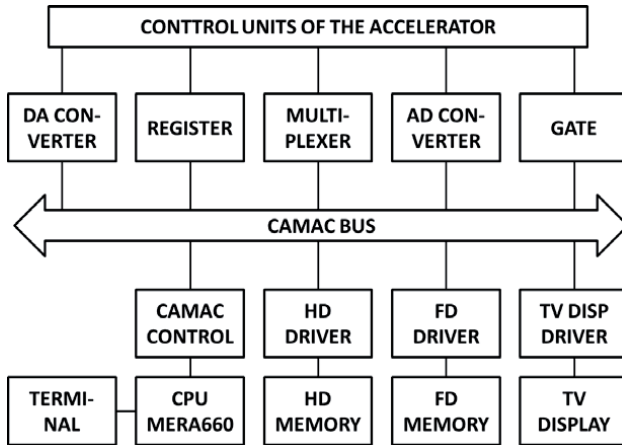 CONTTROL UNITS OF THE ACCELERATOR
DA CON-
VERTER
REGISTER
MULTI-
PLEXER
AD CON-
VERTER
GATE
CAMAC BUS
CAMAC
CONTROL
HD
DRIVER
FD
DRIVER
TV DISP
DRIVER
TERMI-
NAL
CPU
MERA660
HD
MEMORY
FD
MEMORY
TV
DISPLAY